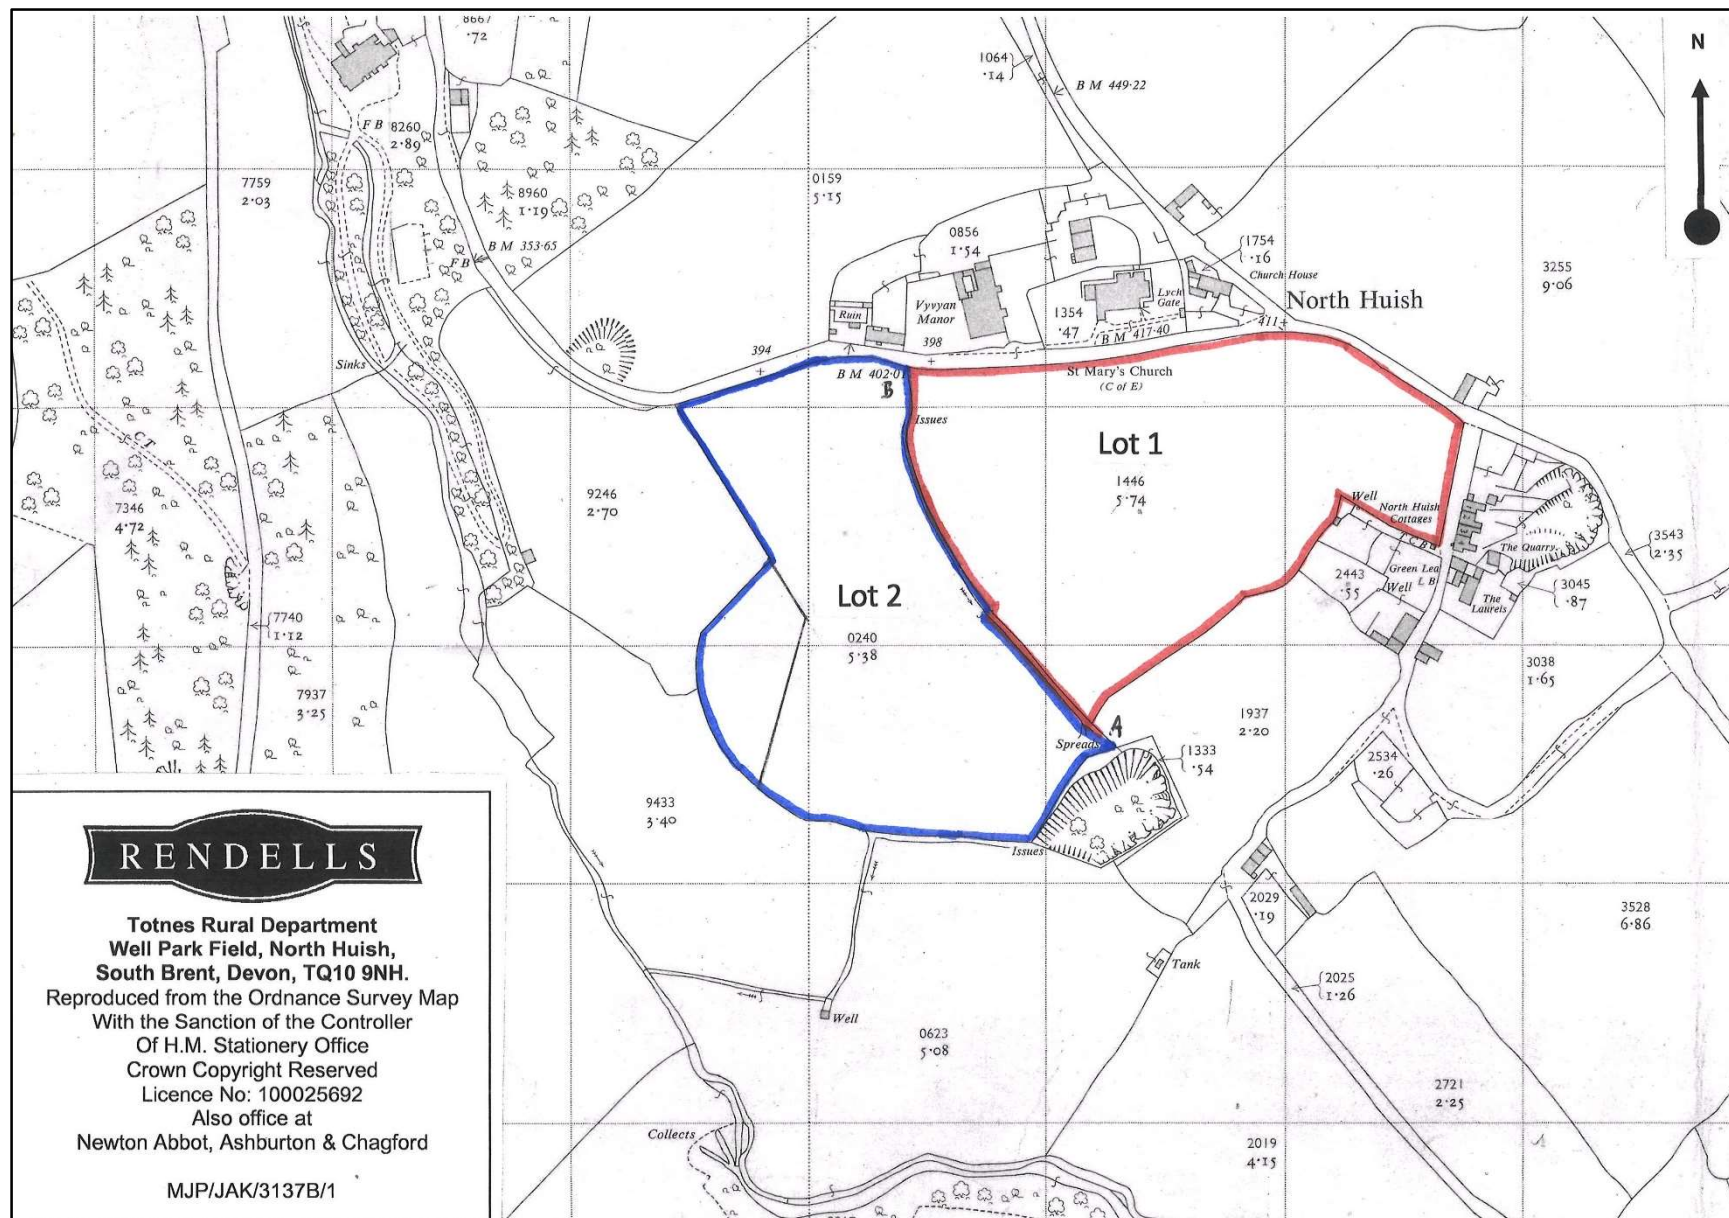 8667
.72
1064
.14
B M 449·22
N
F B
8260
2·89
7759
2·03
8960
1·19
0159
5·15
B M 353·65
F B
0856
1·54
1754
·16
Church House
3255
9·06
Ruin
Vyvyan
Manor
Lych
Gate
1354
·47
North Huish
411
B M 417·40
394
398
B M 402·01
B
St Mary's Church
(C of E)
Sinks
Issues
Lot 1
1446
5·74
C T
7346
4·72
9246
2·70
Well
North Huish
Cottages
T C B
The Quarry
3543
2·35
Green Lea
L B
2443
·55
Well
The
Laurels
3045
·87
Lot 2
0240
5·38
7740
1·12
3038
1·65
7937
3·25
1937
2·20
A
Spreads
1333
·54
2534
·26
9433
3·40
Issues
2029
·19
3528
6·86
Tank
2025
1·26
Well
0623
5·08
2721
2·25
Collects
2019
4·15
RENDELLS
Totnes Rural Department
Well Park Field, North Huish,
South Brent, Devon, TQ10 9NH.
Reproduced from the Ordnance Survey Map
With the Sanction of the Controller
Of H.M. Stationery Office
Crown Copyright Reserved
Licence No: 100025692
Also office at
Newton Abbot, Ashburton & Chagford
MJP/JAK/3137B/1